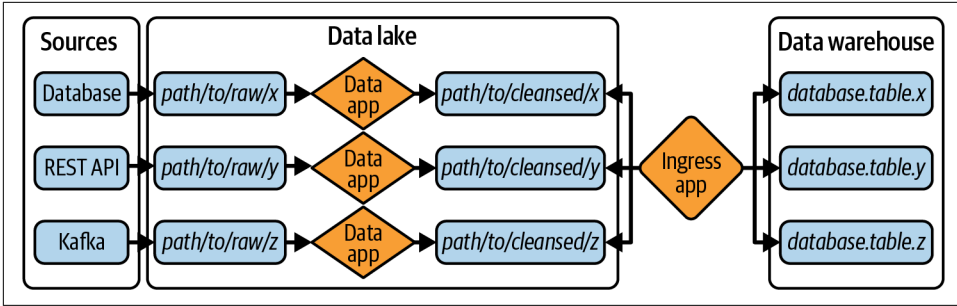 Sources
Data lake
Data warehouse
Database
path/to/raw/x
Data
app
path/to/cleansed/x
database.table.x
REST API
path/to/raw/y
Data
app
path/to/cleansed/y
Ingress
app
database.table.y
Kafka
path/to/raw/z
Data
app
path/to/cleansed/z
database.table.z